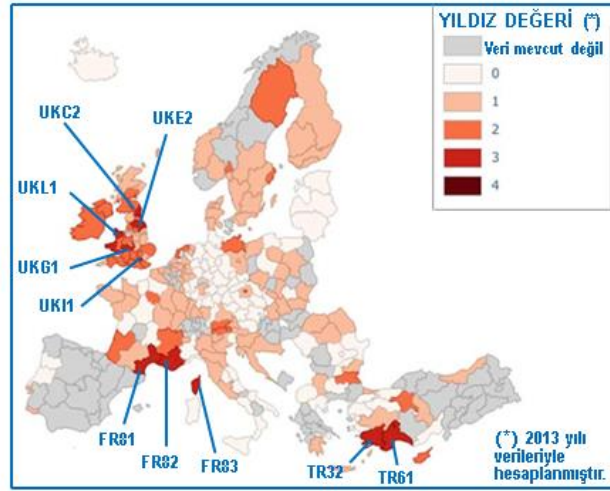 YILDIZ DEĞERİ (*)
Veri mevcut değil
0
1
2
3
4
UKC2
UKE2
UKL1
UKG1
UKI1
FR81
FR82
FR83
TR32
TR61
(*) 2013 yılı
verileriyle
hesaplanmıştır.